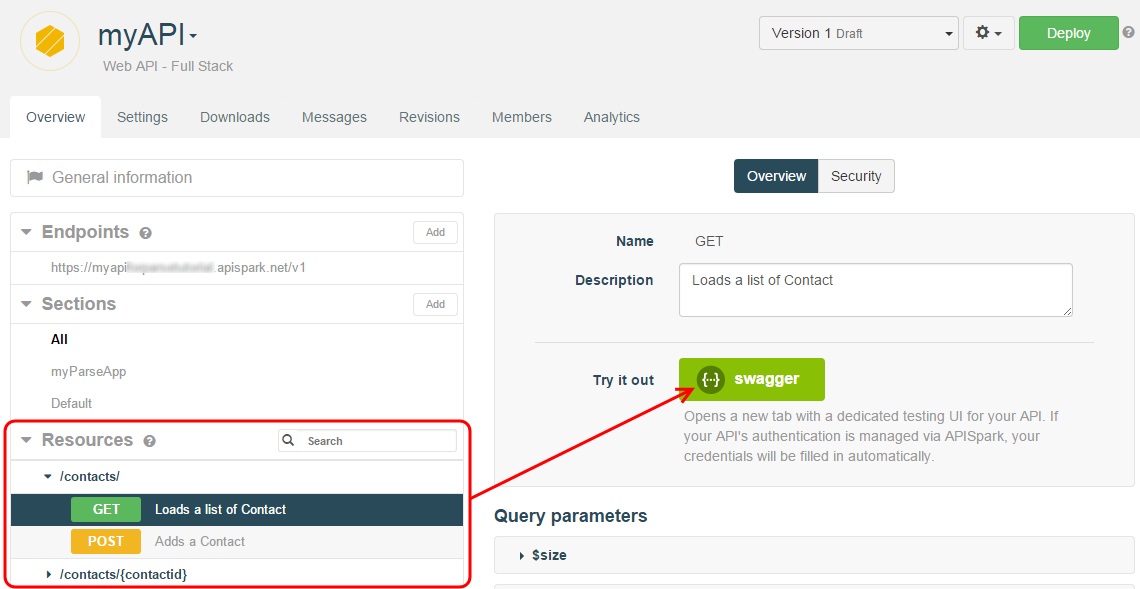 myAPI
Web API - Full Stack
Version 1 Draft
Deploy
Overview
Settings
Downloads
Messages
Revisions
Members
Analytics
General information
Endpoints
Add
https://myapi .apispark.net/v1
Sections
Add
All
myParseApp
Default
Resources
Search
/contacts/
GET
Loads a list of Contact
POST
Adds a Contact
/contacts/{contactid}
Overview
Security
Name
GET
Description
Loads a list of Contact
Try it out
{··} swagger
Opens a new tab with a dedicated testing UI for your API. If
your API's authentication is managed via APISpark, your
credentials will be filled in automatically.
Query parameters
$size